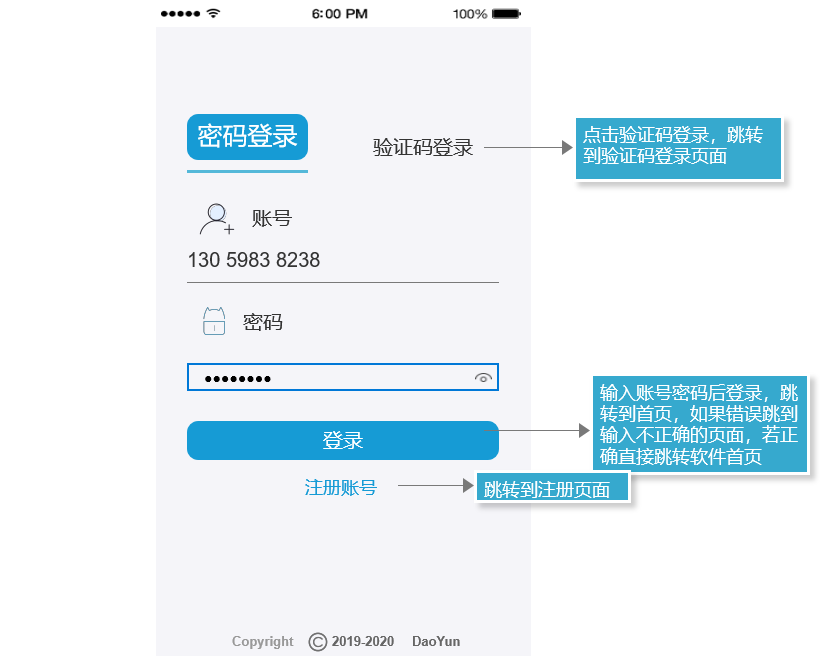 6:00 PM
100%
密码登录
验证码登录
点击验证码登录，跳转
到验证码登录页面
账号
130 5983 8238
密码
••••••••
输入账号密码后登录，跳
转到首页，如果错误跳到
输入不正确的页面，若正
确直接跳转软件首页
登录
注册账号
跳转到注册页面
Copyright © 2019-2020 DaoYun